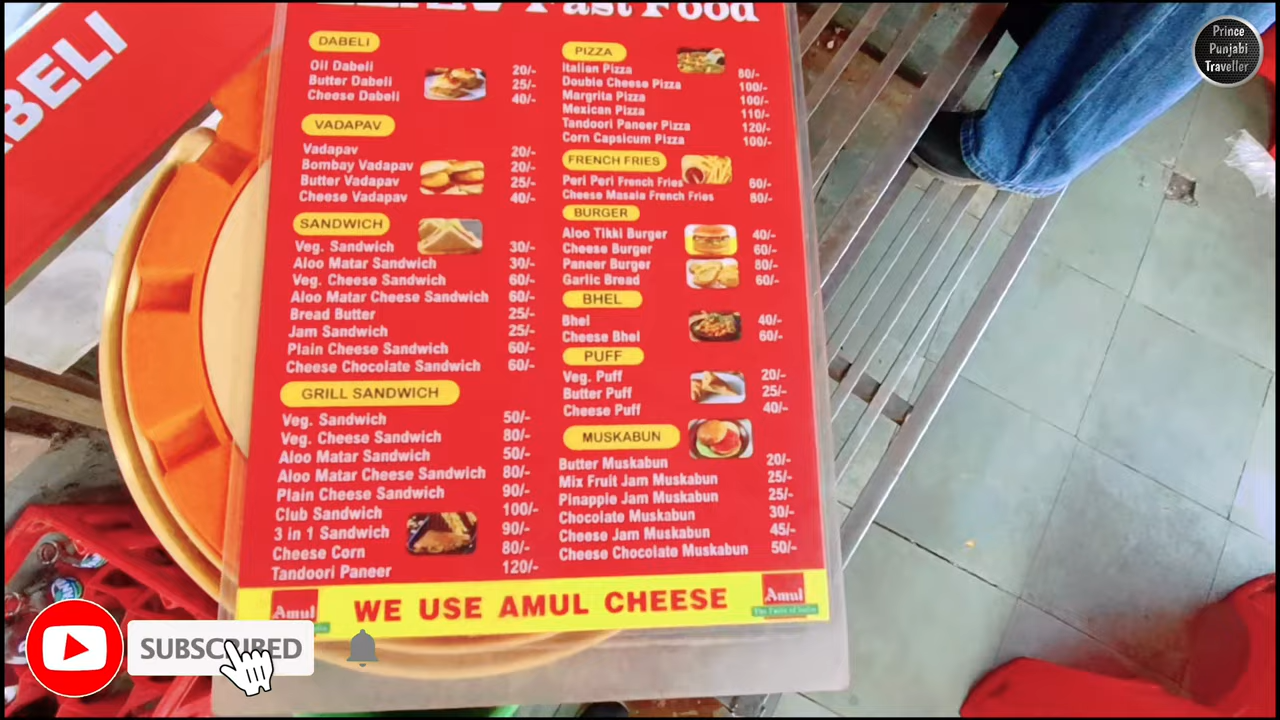 Fast Food
DABELI
Oil Dabeli 20/-
Butter Dabeli 25/-
Cheese Dabeli 40/-
VADAPAV
Vadapav 20/-
Bombay Vadapav 20/-
Butter Vadapav 25/-
Cheese Vadapav 40/-
SANDWICH
Veg. Sandwich 30/-
Aloo Matar Sandwich 30/-
Veg. Cheese Sandwich 60/-
Aloo Matar Cheese Sandwich 60/-
Bread Butter 25/-
Jam Sandwich 25/-
Plain Cheese Sandwich 60/-
Cheese Chocolate Sandwich 60/-
GRILL SANDWICH
Veg. Sandwich 50/-
Veg. Cheese Sandwich 80/-
Aloo Matar Sandwich 50/-
Aloo Matar Cheese Sandwich 80/-
Plain Cheese Sandwich 90/-
Club Sandwich 100/-
3 in 1 Sandwich 90/-
Cheese Corn 80/-
Tandoori Paneer 120/-
PIZZA
Italian Pizza 80/-
Double Cheese Pizza 100/-
Margrita Pizza 100/-
Mexican Pizza 110/-
Tandoori Paneer Pizza 120/-
Corn Capsicum Pizza 100/-
FRENCH FRIES
Peri Peri French Fries 60/-
Cheese Masala French Fries 80/-
BURGER
Aloo Tikki Burger 40/-
Cheese Burger 60/-
Paneer Burger 80/-
Garlic Bread 60/-
BHEL
Bhel 40/-
Cheese Bhel 60/-
PUFF
Veg. Puff 20/-
Butter Puff 25/-
Cheese Puff 40/-
MUSKABUN
Butter Muskabun 20/-
Mix Fruit Jam Muskabun 25/-
Pinapple Jam Muskabun 25/-
Chocolate Muskabun 30/-
Cheese Jam Muskabun 45/-
Cheese Chocolate Muskabun 50/-
Amul
WE USE AMUL CHEESE
Amul
The Taste of India
ABELI
Prince
Punjabi
Traveller
SUBSCRIBED